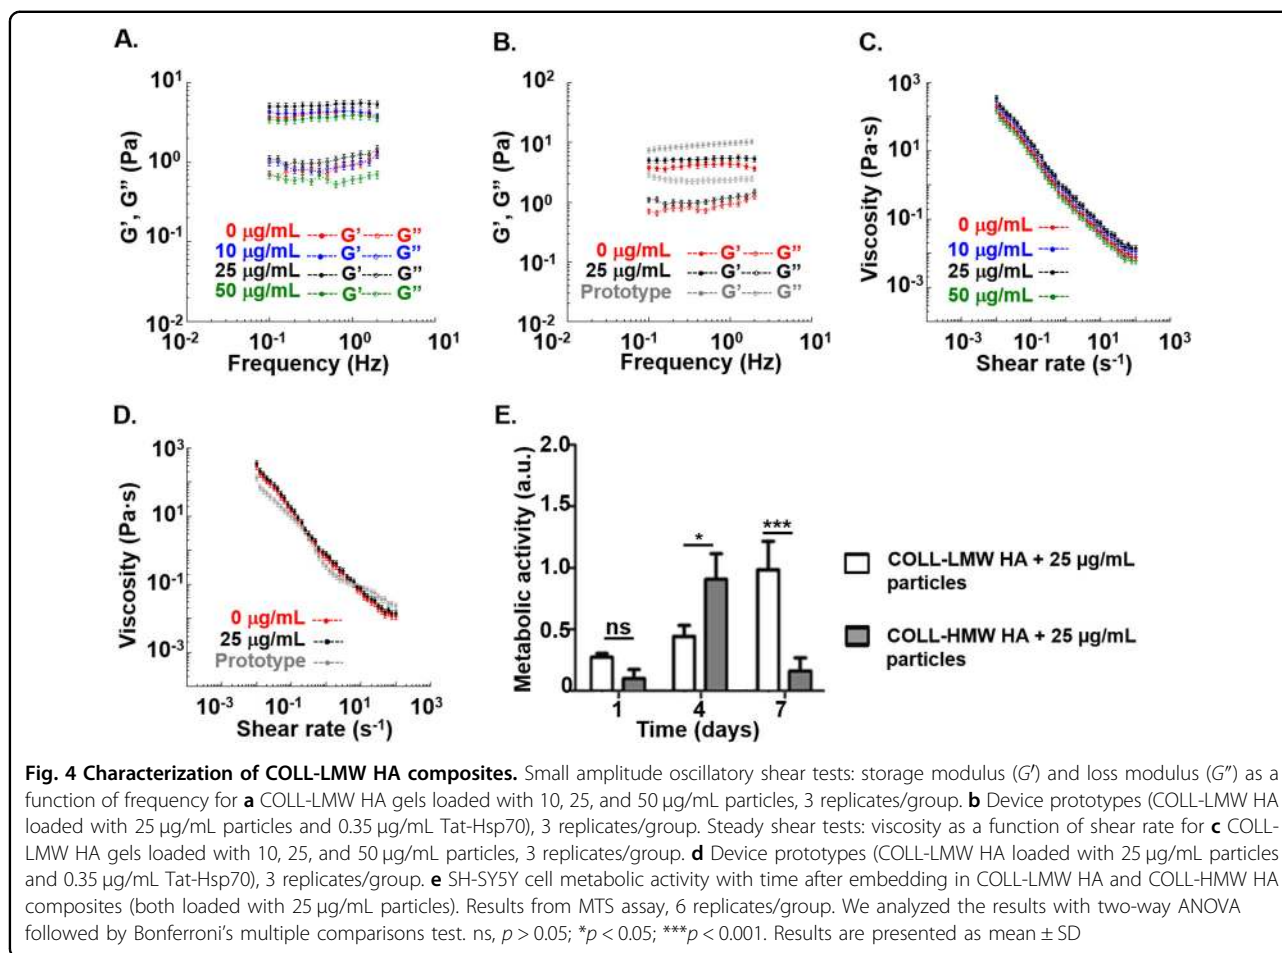 A.
B.
C.
10¹
10⁰
10⁻¹
10⁻²
G', G" (Pa)
0 μg/mL G' G"
10 μg/mL G' G"
25 μg/mL G' G"
50 μg/mL G' G"
10⁻² 10⁻¹ 10⁰ 10¹
Frequency (Hz)
10²
10¹
10⁰
10⁻¹
10⁻²
G', G" (Pa)
0 μg/mL G' G"
25 μg/mL G' G"
Prototype G' G"
10⁻² 10⁻¹ 10⁰ 10¹
Frequency (Hz)
10³
10¹
10⁻¹
10⁻³
Viscosity (Pa·s)
0 μg/mL
10 μg/mL
25 μg/mL
50 μg/mL
10⁻³ 10⁻¹ 10¹ 10³
Shear rate (s⁻¹)
D.
E.
10³
10¹
10⁻¹
10⁻³
Viscosity (Pa·s)
0 μg/mL
25 μg/mL
Prototype
10⁻³ 10⁻¹ 10¹ 10³
Shear rate (s⁻¹)
2.0
1.5
1.0
0.5
0
Metabolic activity (a.u.)
ns
*
***
1 4 7
Time (days)
COLL-LMW HA + 25 μg/mL
particles
COLL-HMW HA + 25 μg/mL
particles
Fig. 4 Characterization of COLL-LMW HA composites. Small amplitude oscillatory shear tests: storage modulus (G′) and loss modulus (G″) as a
function of frequency for a COLL-LMW HA gels loaded with 10, 25, and 50 μg/mL particles, 3 replicates/group. b Device prototypes (COLL-LMW HA
loaded with 25 μg/mL particles and 0.35 μg/mL Tat-Hsp70), 3 replicates/group. Steady shear tests: viscosity as a function of shear rate for c COLL-
LMW HA gels loaded with 10, 25, and 50 μg/mL particles, 3 replicates/group. d Device prototypes (COLL-LMW HA loaded with 25 μg/mL particles
and 0.35 μg/mL Tat-Hsp70), 3 replicates/group. e SH-SY5Y cell metabolic activity with time after embedding in COLL-LMW HA and COLL-HMW HA
composites (both loaded with 25 μg/mL particles). Results from MTS assay, 6 replicates/group. We analyzed the results with two-way ANOVA
followed by Bonferroni's multiple comparisons test. ns, p > 0.05; *p < 0.05; ***p < 0.001. Results are presented as mean ± SD